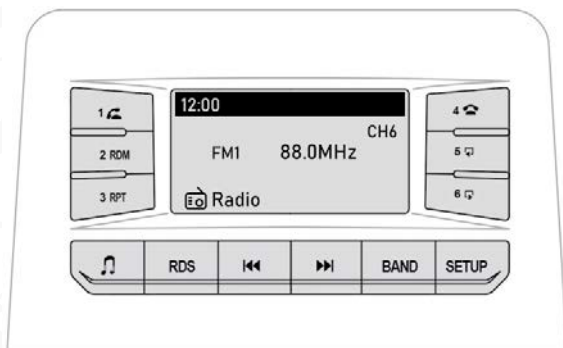 12:00
CH6
FM1 88.0MHz
Radio
1
2 RDM
3 RPT
4
5
6
RDS
BAND
SETUP